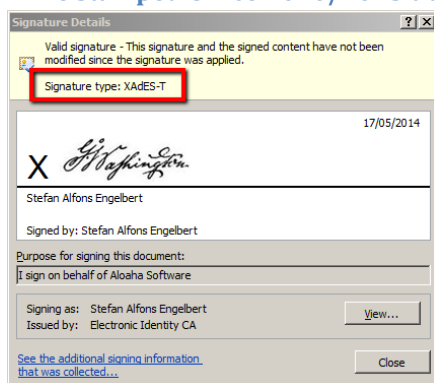 Signature Details
Valid signature - This signature and the signed content have not been
modified since the signature was applied.
Signature type: XAdES-T
17/05/2014
X G Washington
Stefan Alfons Engelbert
Signed by: Stefan Alfons Engelbert
Purpose for signing this document:
I sign on behalf of Aloaha Software
Signing as: Stefan Alfons Engelbert
Issued by: Electronic Identity CA
View...
See the additional signing information
that was collected...
Close